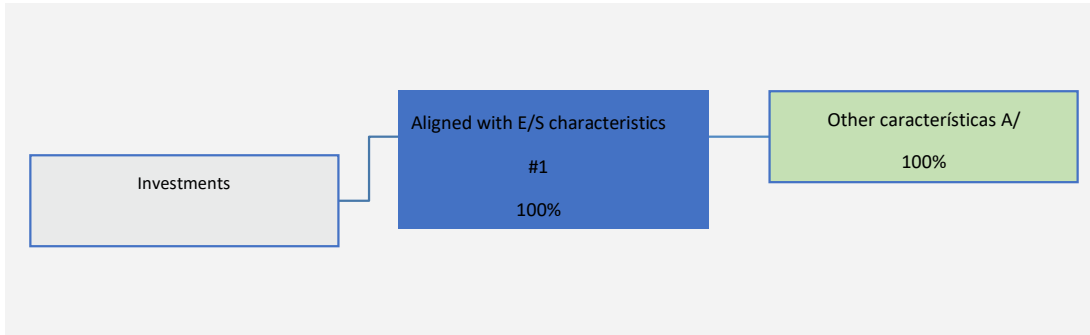 Investments
Aligned with E/S characteristics
#1
100%
Other características A/
100%